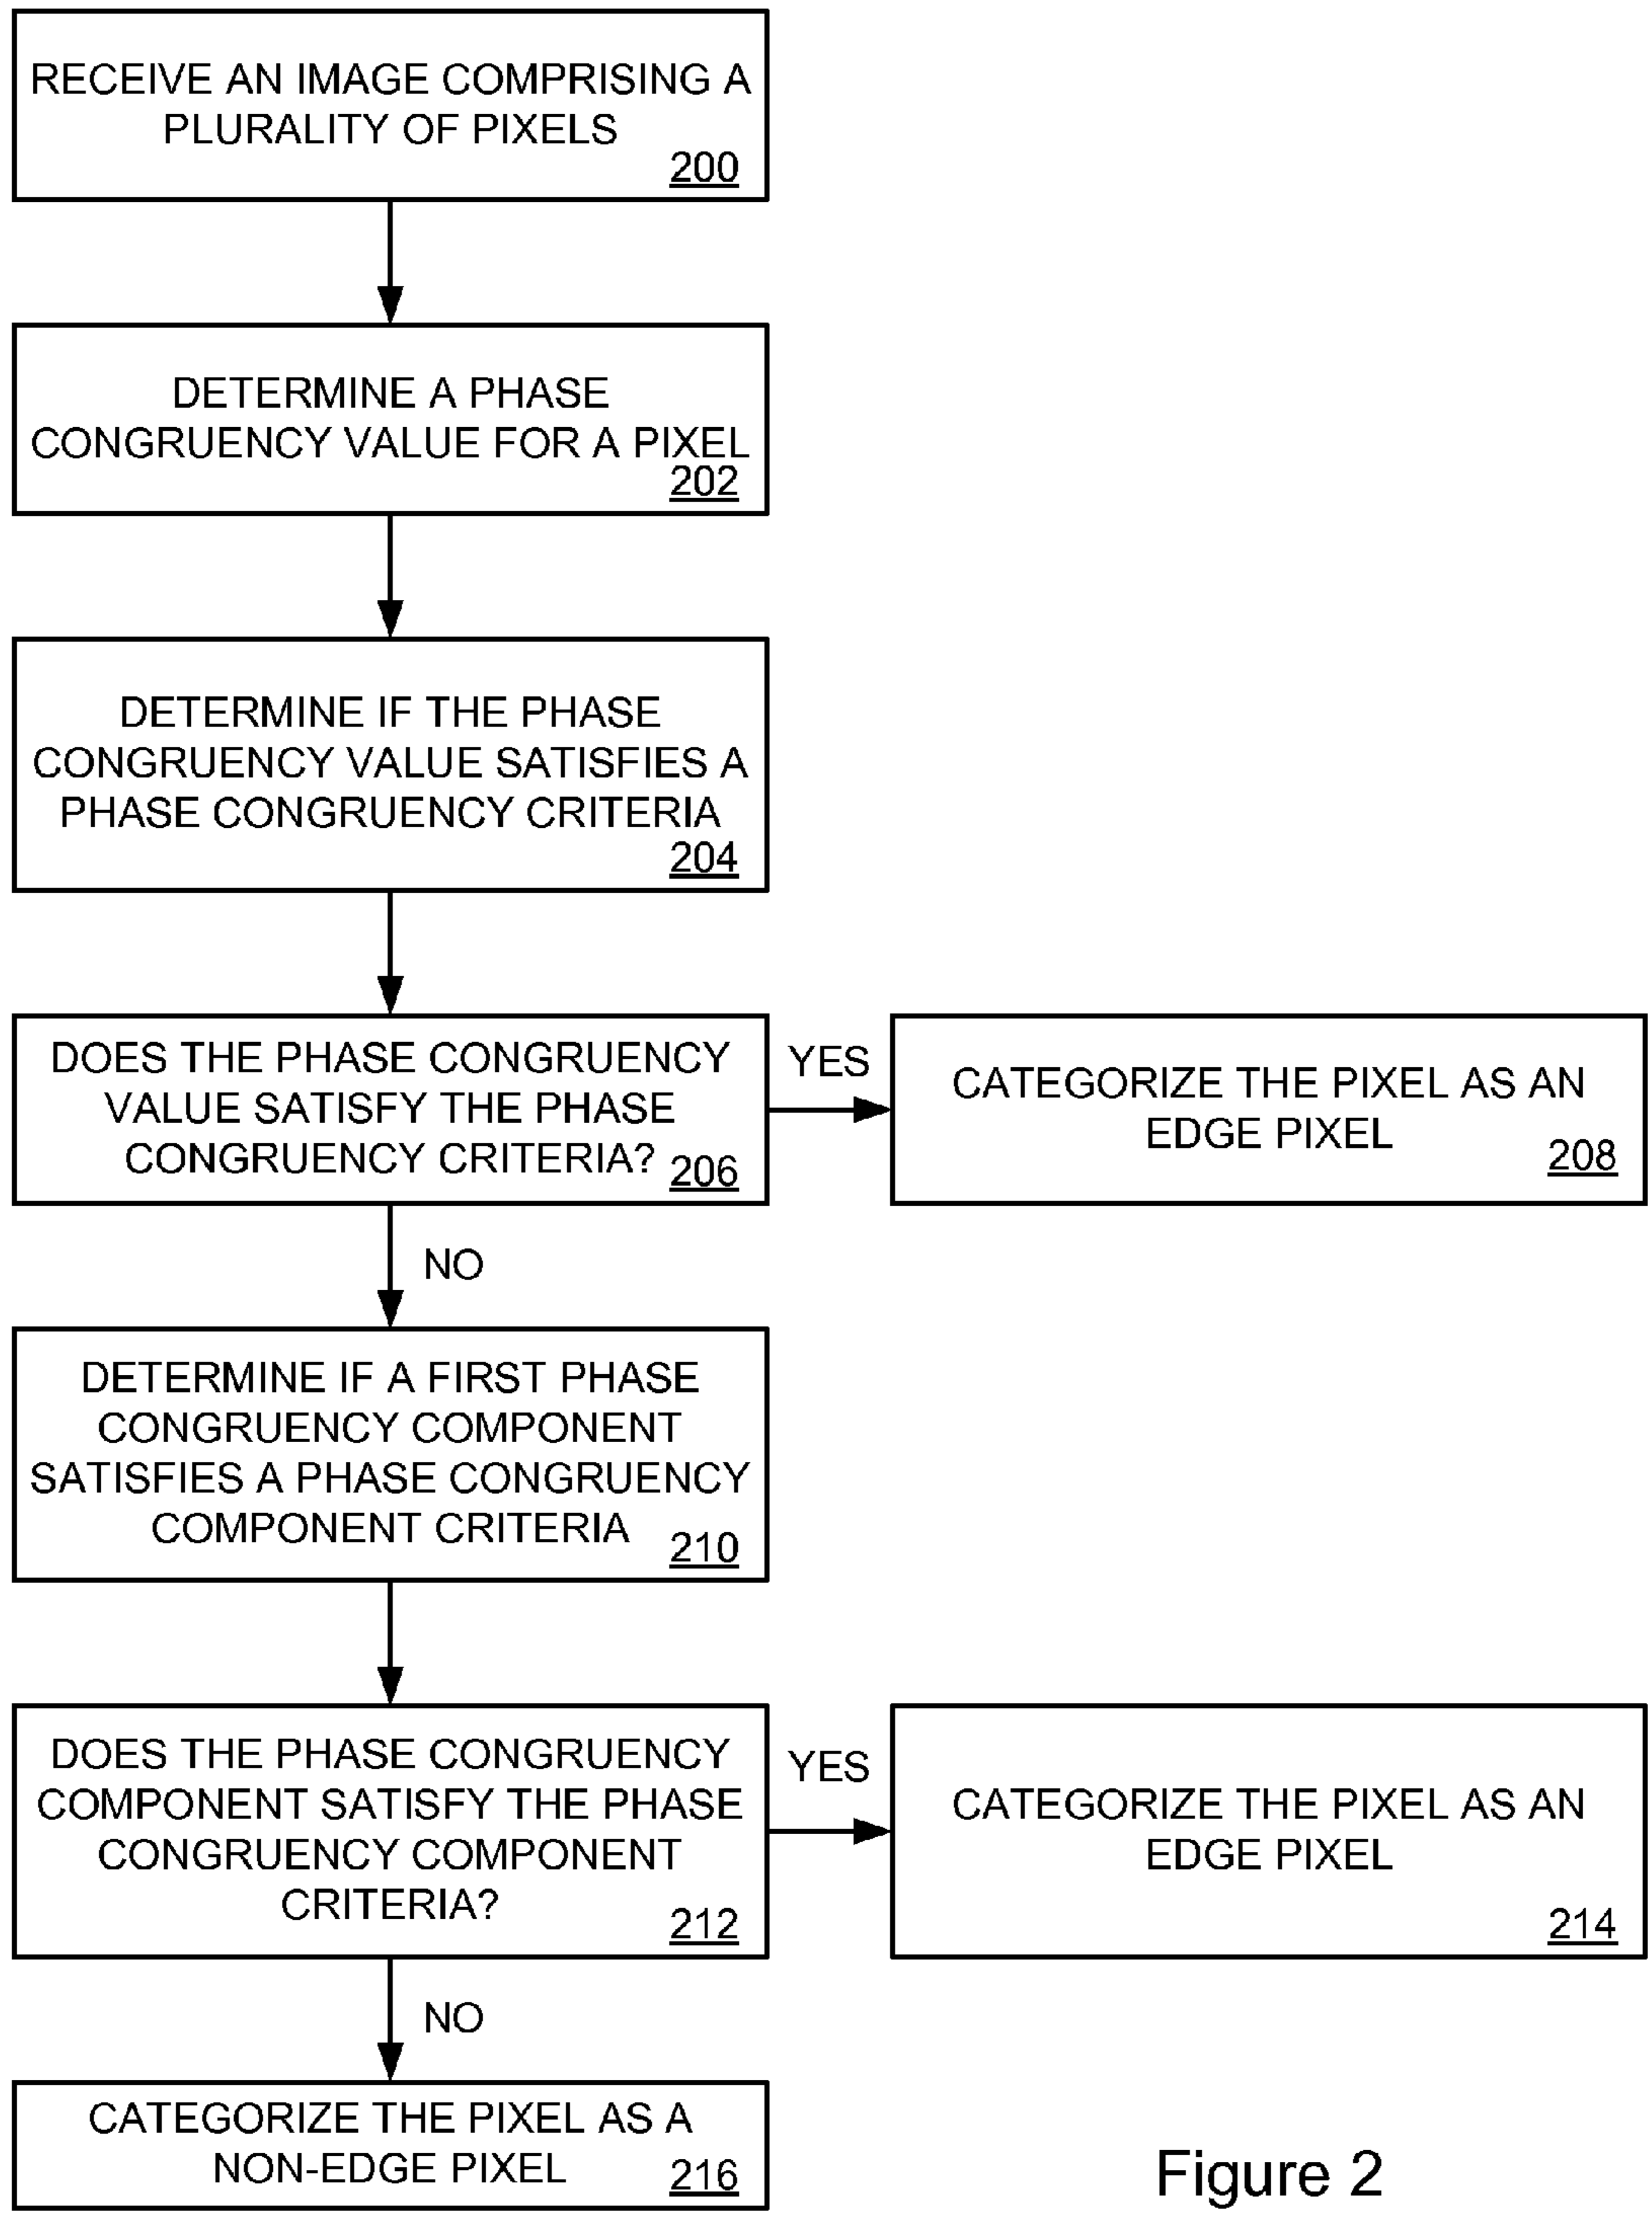 RECEIVE AN IMAGE COMPRISING A
PLURALITY OF PIXELS
200
DETERMINE A PHASE
CONGRUENCY VALUE FOR A PIXEL
202
DETERMINE IF THE PHASE
CONGRUENCY VALUE SATISFIES A
PHASE CONGRUENCY CRITERIA
204
DOES THE PHASE CONGRUENCY
VALUE SATISFY THE PHASE
CONGRUENCY CRITERIA?
206
YES
CATEGORIZE THE PIXEL AS AN
EDGE PIXEL
208
NO
DETERMINE IF A FIRST PHASE
CONGRUENCY COMPONENT
SATISFIES A PHASE CONGRUENCY
COMPONENT CRITERIA
210
DOES THE PHASE CONGRUENCY
COMPONENT SATISFY THE PHASE
CONGRUENCY COMPONENT
CRITERIA?
212
YES
CATEGORIZE THE PIXEL AS AN
EDGE PIXEL
214
NO
CATEGORIZE THE PIXEL AS A
NON-EDGE PIXEL
216
Figure 2